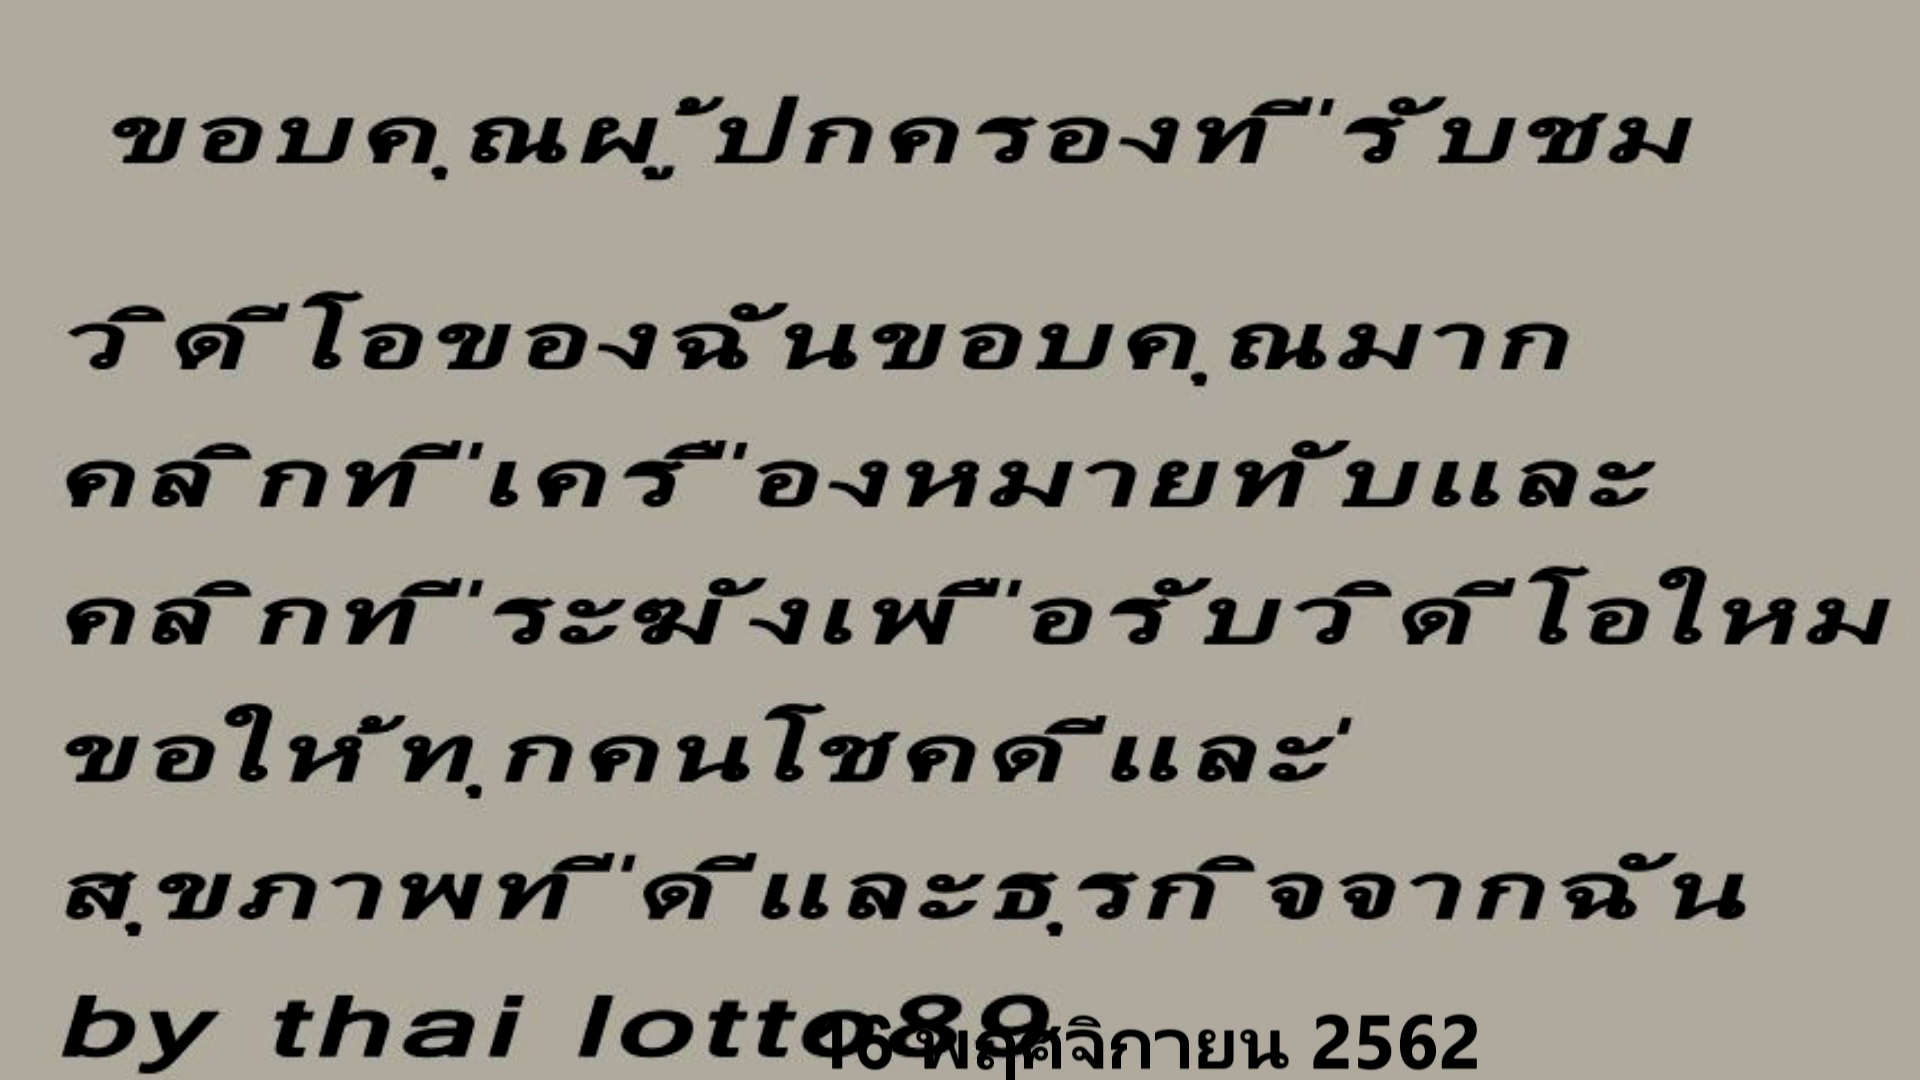 ขอบคุณผู้ปกครองที่รับชม
วิดีโอของฉันขอบคุณมาก
คลิกที่เครื่องหมายทับและ
คลิกที่ระฆังเพื่อรับวิดีโอใหม
ขอให้ทุกคนโชคดีและ่
สุขภาพที่ดีและธุรกิจจากฉัน
by thai lotto89
16 พฤศจิกายน 2562